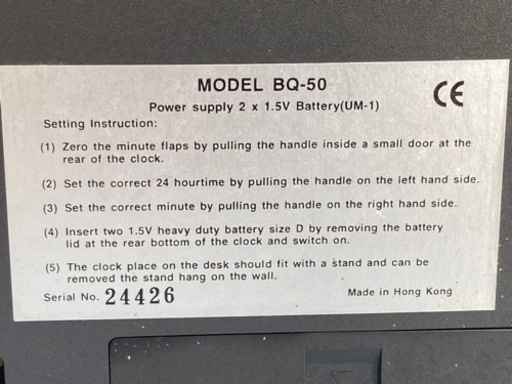 MODEL BQ-50
CE
Power supply 2 x 1.5V Battery(UM-1)
Setting Instruction:
(1) Zero the minute flaps by pulling the handle inside a small door at the
rear of the clock.
(2) Set the correct 24 hourtime by pulling the handle on the left hand side.
(3) Set the correct minute by pulling the handle on the right hand side.
(4) Insert two 1.5V heavy duty battery size D by removing the battery
lid at the rear bottom of the clock and switch on.
(5) The clock place on the desk should fit with a stand and can be
removed the stand hang on the wall.
Serial No. 24426
Made in Hong Kong